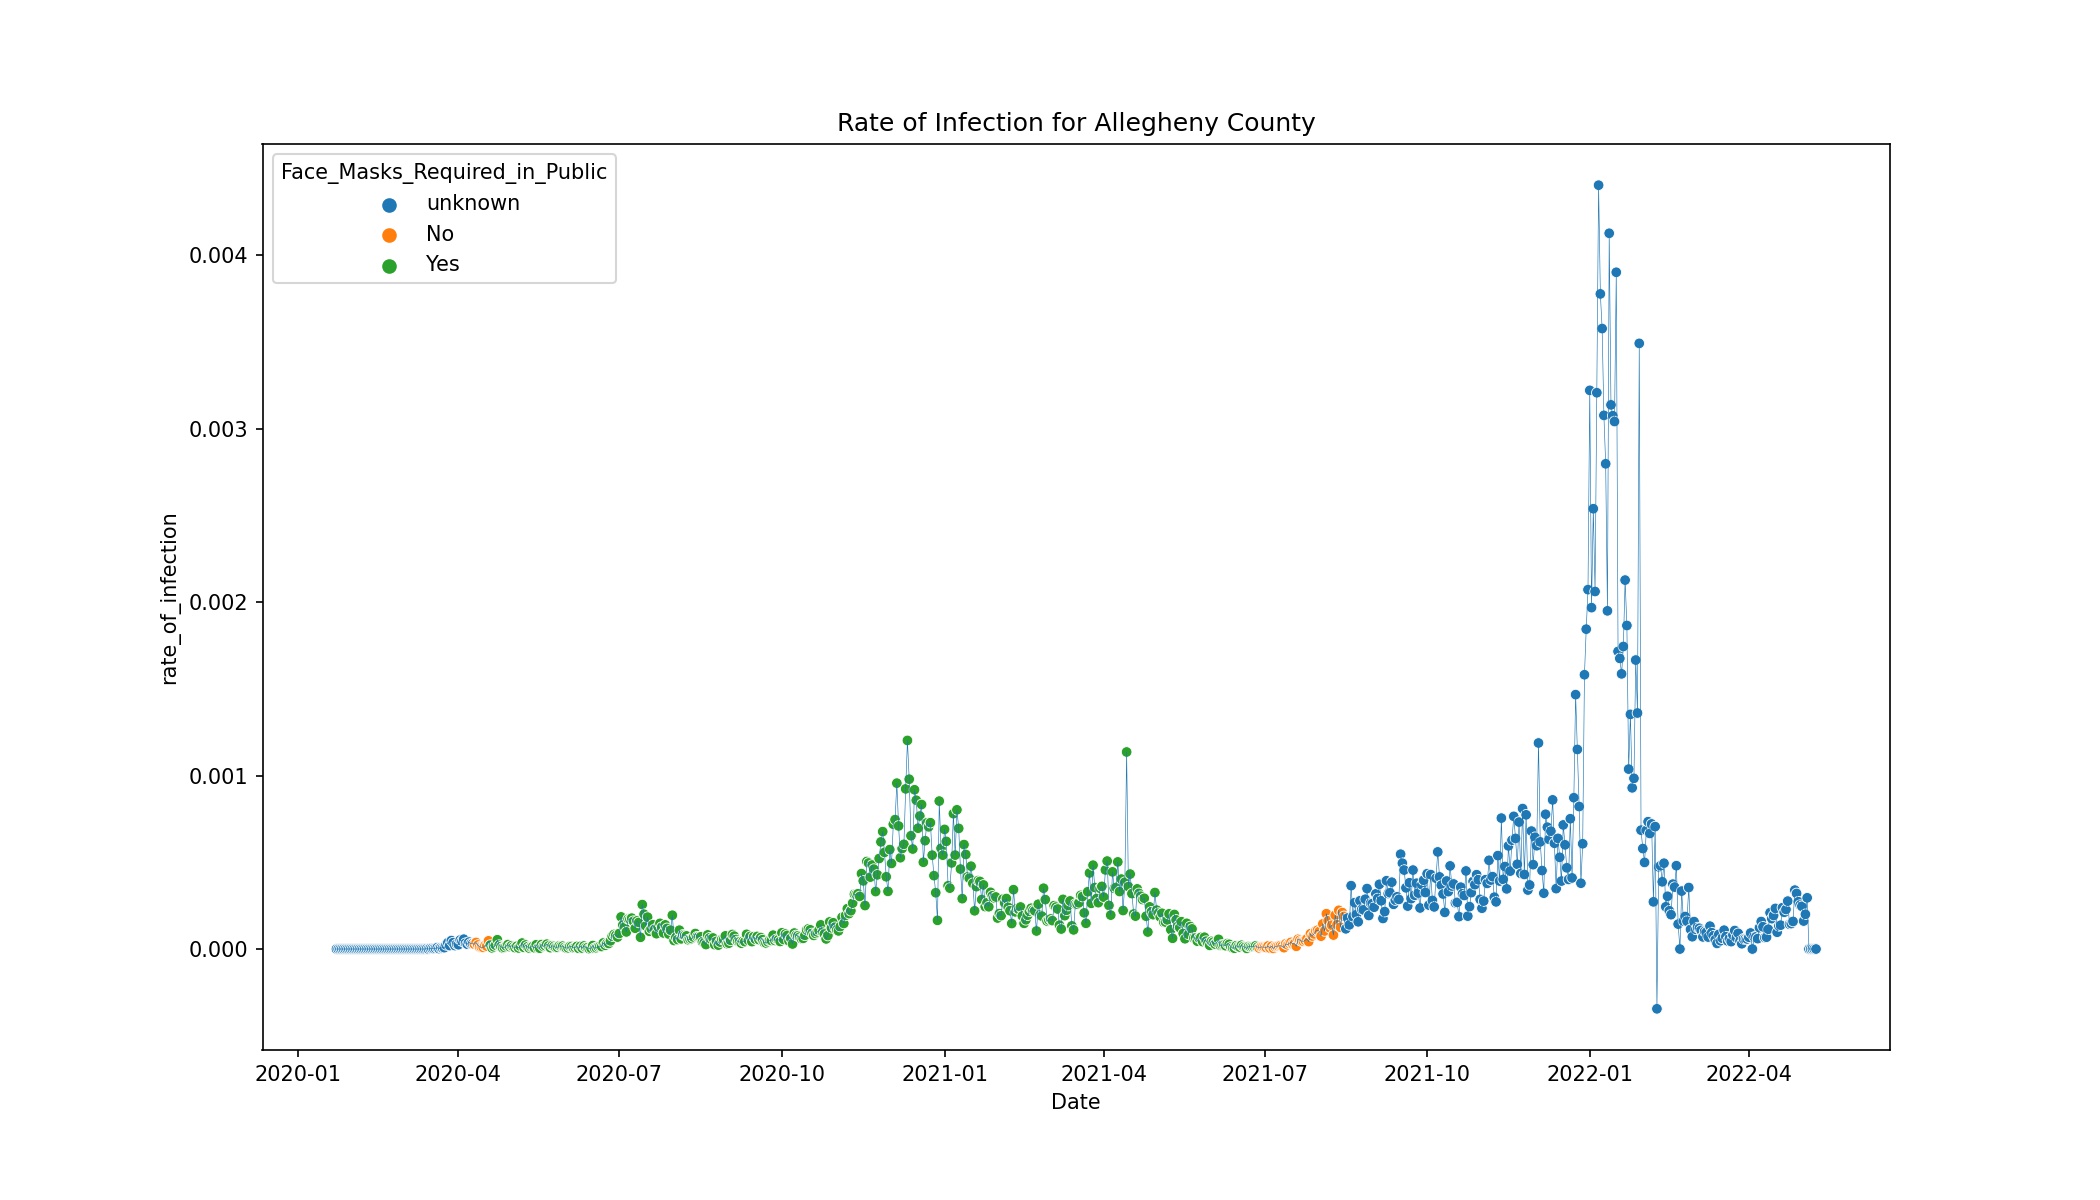 Rate of Infection for Allegheny County
Face_Masks_Required_in_Public
unknown
No
Yes
0.004
0.003
0.002
0.001
0.000
rate_of_infection
2020-01 2020-04 2020-07 2020-10 2021-01 2021-04 2021-07 2021-10 2022-01 2022-04
Date